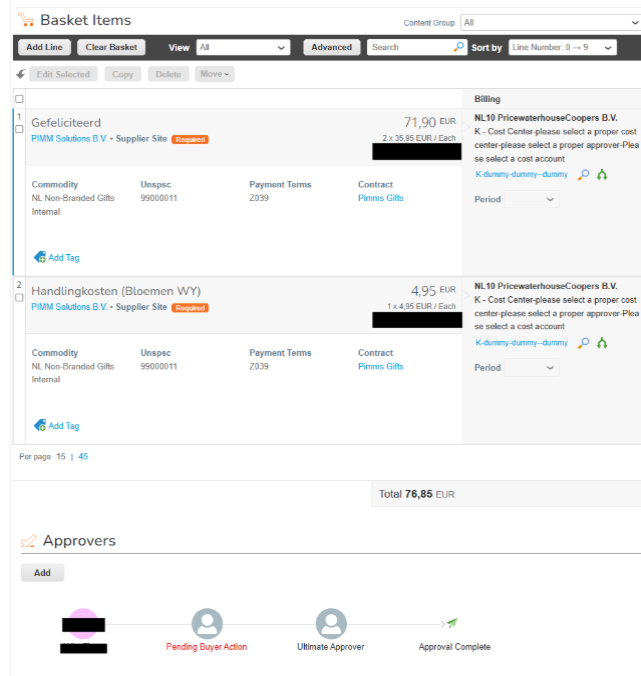 Basket Items
Content Group All
Add Line Clear Basket View All Advanced Search Sort by Line Number: 0 → 9
Edit Selected Copy Delete Move
Billing
1
Gefeliciteerd
71,90 EUR
PIMM Solutions B.V. • Supplier Site Required
2 x 35,95 EUR / Each
NL10 PricewaterhouseCoopers B.V.
K - Cost Center-please select a proper cost
center-please select a proper approver-Plea
se select a cost account
K-dummy-dummy--dummy
Period
Commodity Unspsc Payment Terms Contract
NL Non-Branded Gifts 99000011 Z039 Pimms Gifts
Internal
Add Tag
2
Handlingkosten (Bloemen WY)
4,95 EUR
PIMM Solutions B.V. • Supplier Site Required
1 x 4,95 EUR / Each
NL10 PricewaterhouseCoopers B.V.
K - Cost Center-please select a proper cost
center-please select a proper approver-Plea
se select a cost account
K-dummy-dummy--dummy
Period
Commodity Unspsc Payment Terms Contract
NL Non-Branded Gifts 99000011 Z039 Pimms Gifts
Internal
Add Tag
Per page 15 | 45
Total 76,85 EUR
Approvers
Add
Pending Buyer Action Ultimate Approver Approval Complete